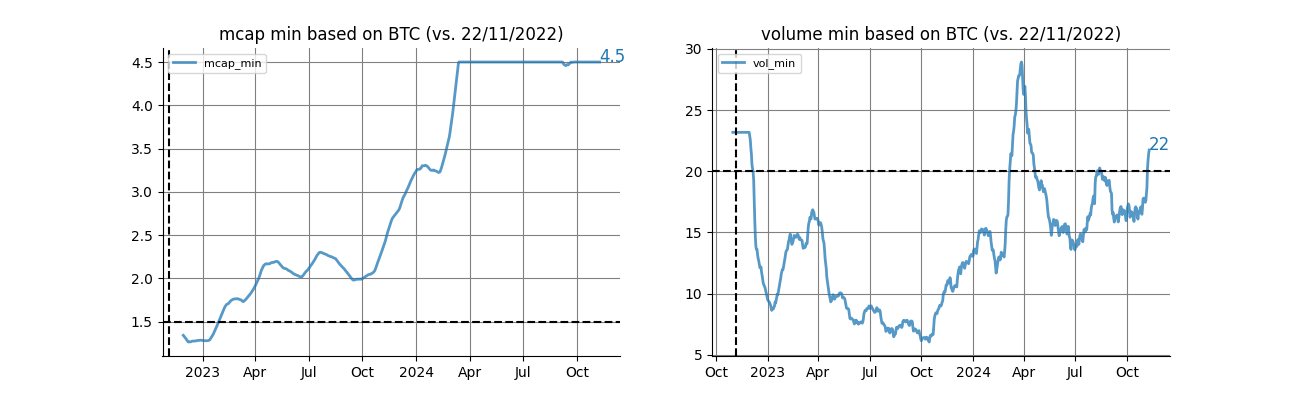 mcap min based on BTC (vs. 22/11/2022)
mcap_min
4.5
4.5
4.0
3.5
3.0
2.5
2.0
1.5
2023 Apr Jul Oct 2024 Apr Jul Oct
volume min based on BTC (vs. 22/11/2022)
vol_min
22
30
25
20
15
10
5
Oct 2023 Apr Jul Oct 2024 Apr Jul Oct